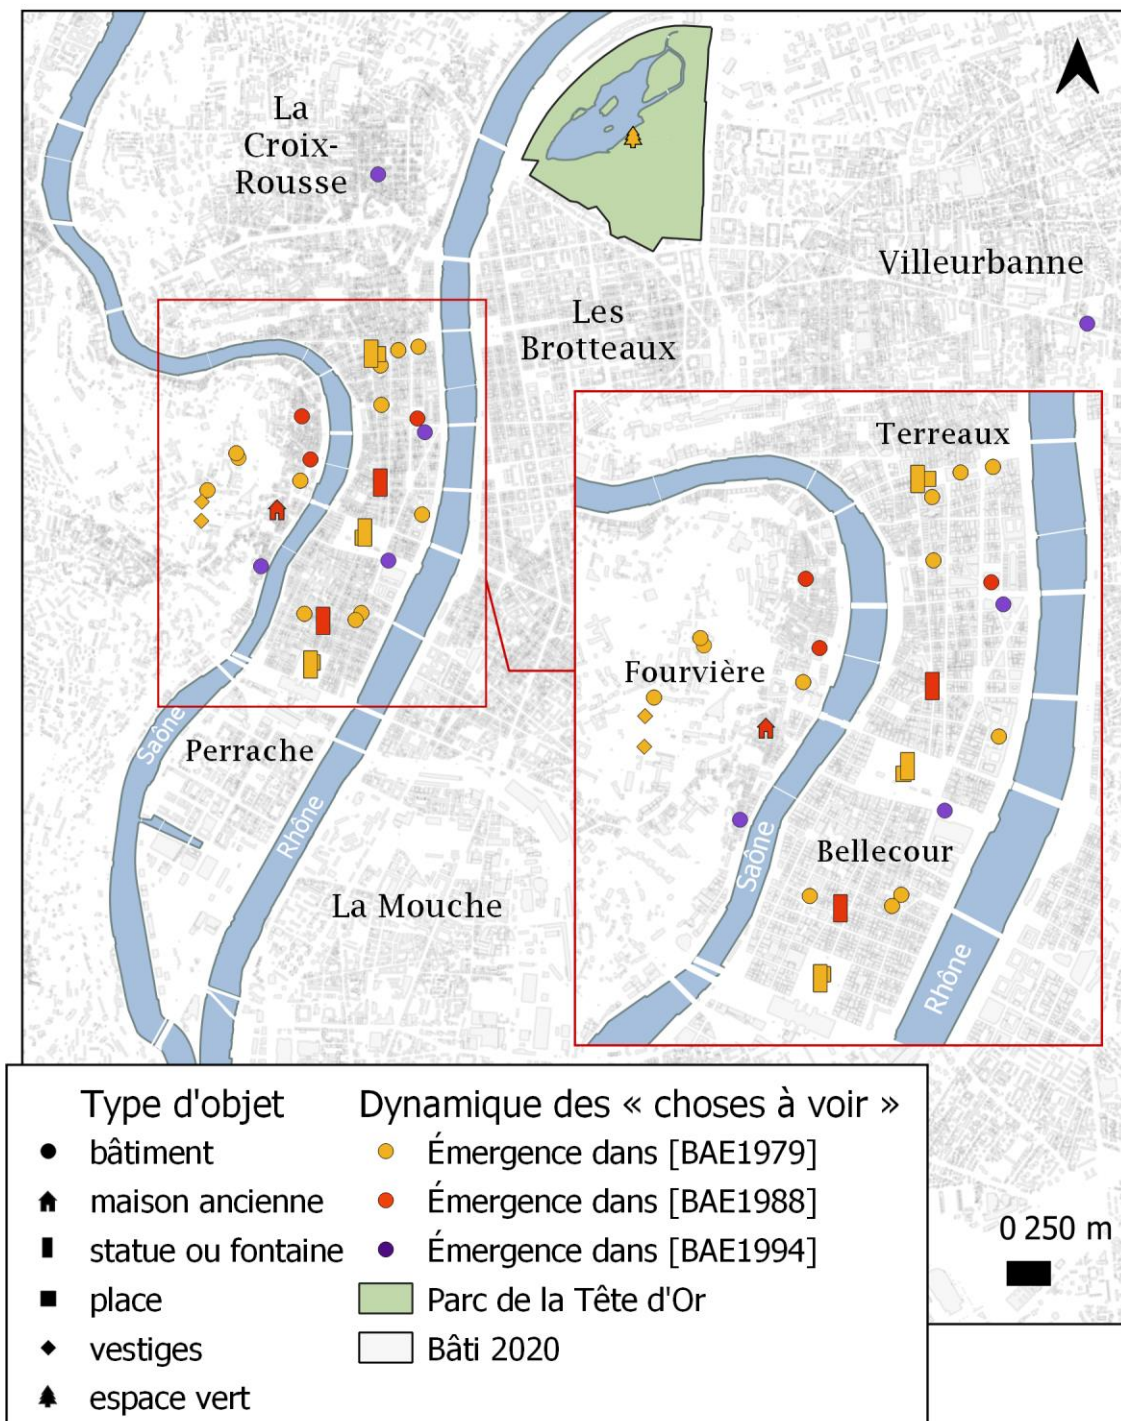 La
Croix-
Rousse
Villeurbanne
Les
Brotteaux
Terreaux
Fourvière
Saône
Perrache
Rhône
Bellecour
Saône
La Mouche
Rhône
Type d'objet
bâtiment
maison ancienne
statue ou fontaine
place
vestiges
espace vert
Dynamique des « choses à voir »
Émergence dans [BAE1979]
Émergence dans [BAE1988]
Émergence dans [BAE1994]
Parc de la Tête d'Or
Bâti 2020
0 250 m